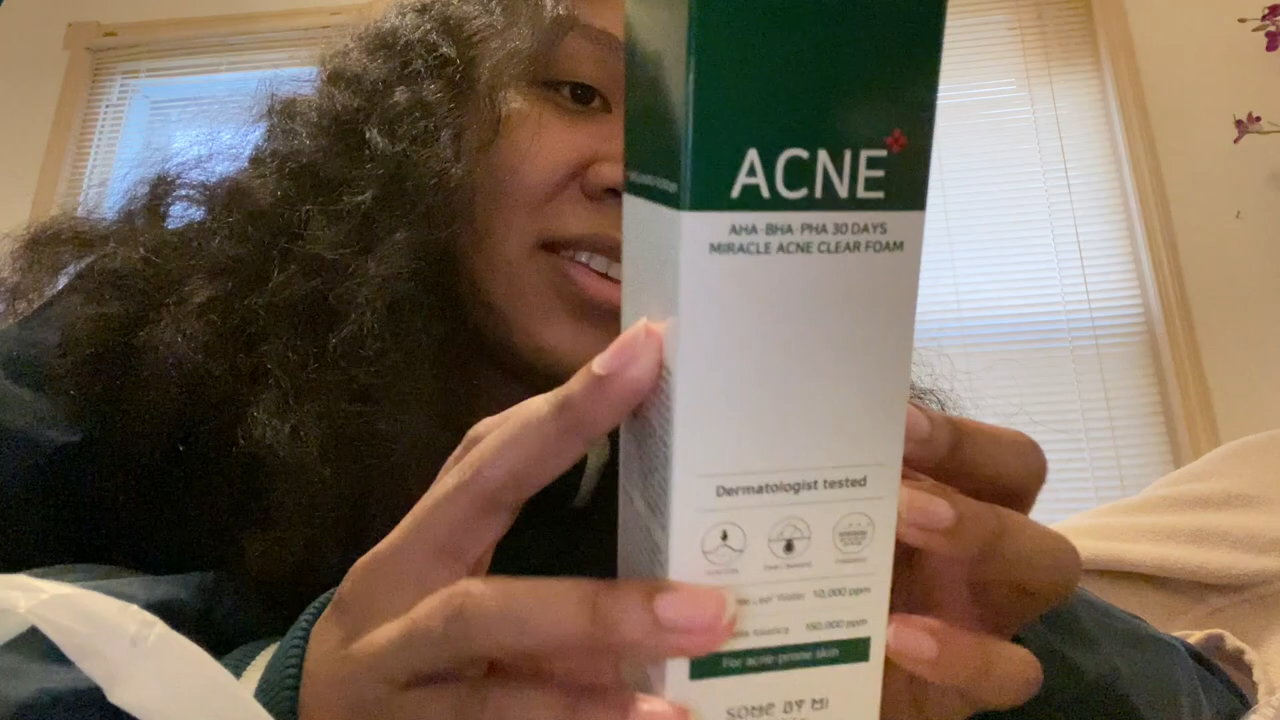 ACNE
AHA·BHA·PHA 30 DAYS
MIRACLE ACNE CLEAR FOAM
Dermatologist tested
Water 10,000 ppm
150,000 ppm
For acne-prone skin
SOME BY MI